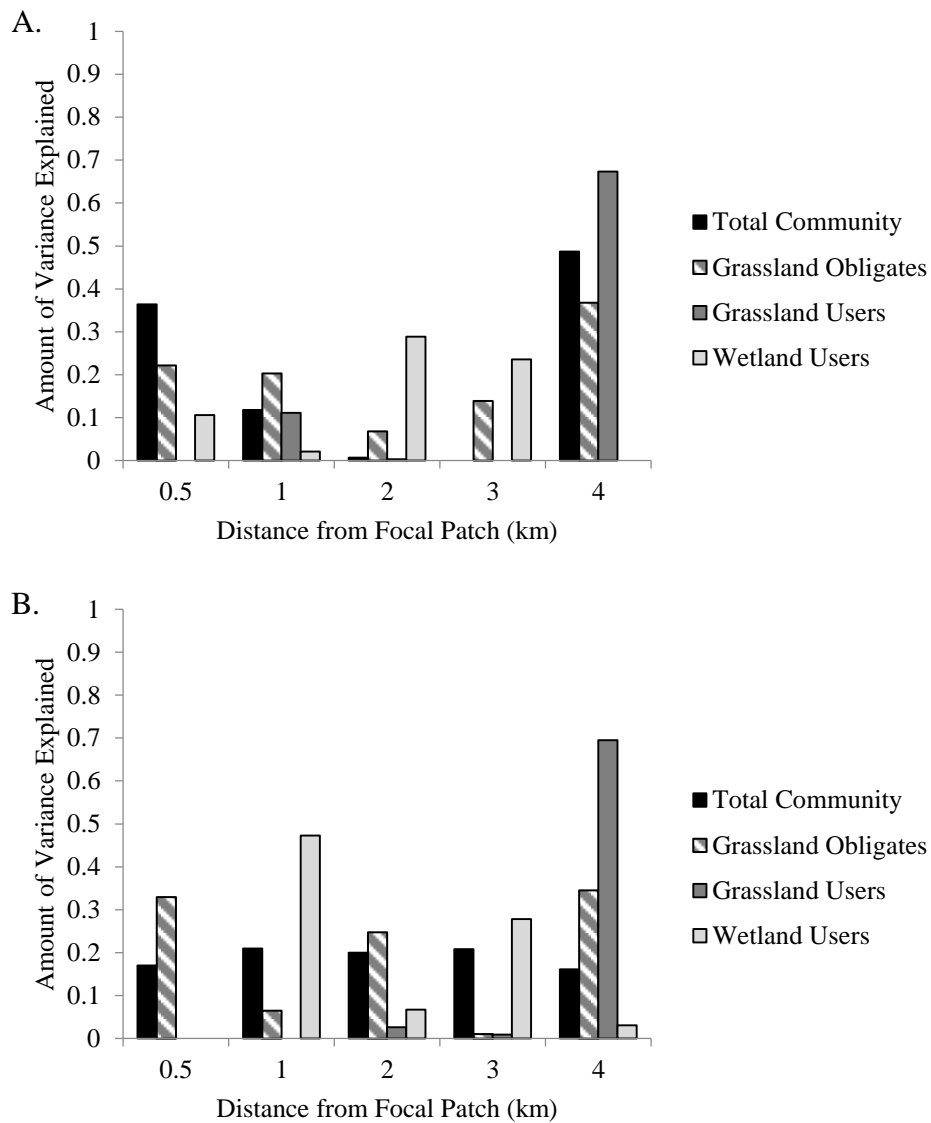 A.
Amount of Variance Explained
1
0.9
0.8
0.7
0.6
0.5
0.4
0.3
0.2
0.1
0
0.5 1 2 3 4
Distance from Focal Patch (km)
Total Community
Grassland Obligates
Grassland Users
Wetland Users
B.
Amount of Variance Explained
1
0.9
0.8
0.7
0.6
0.5
0.4
0.3
0.2
0.1
0
0.5 1 2 3 4
Distance from Focal Patch (km)
Total Community
Grassland Obligates
Grassland Users
Wetland Users